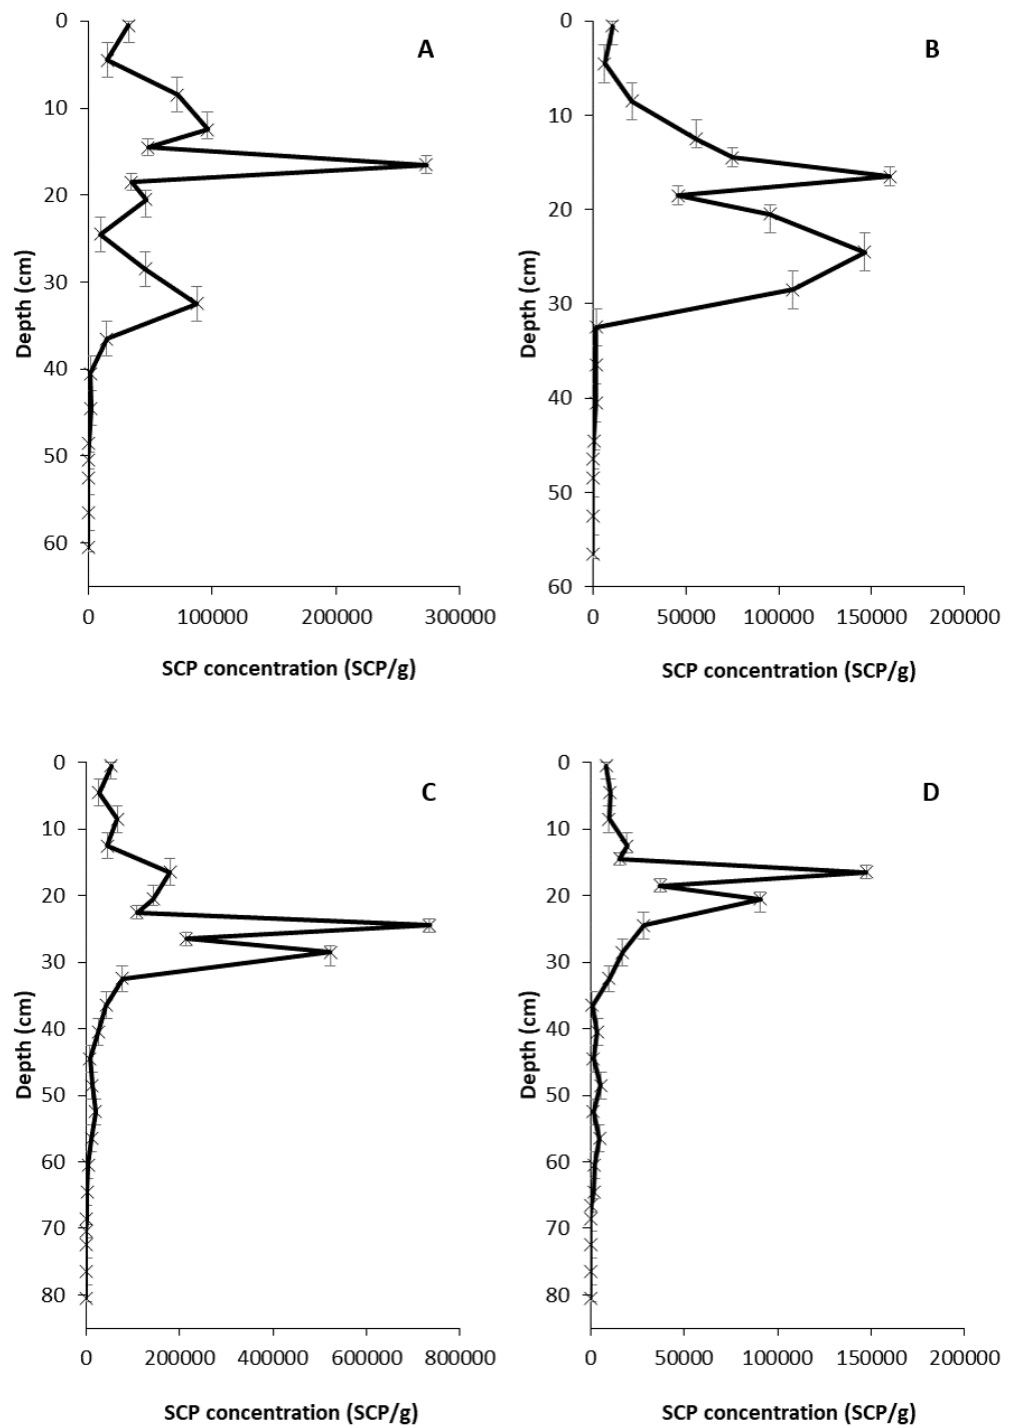 A
0
10
20
30
40
50
60
Depth (cm)
0 100000 200000 300000
SCP concentration (SCP/g)
B
0
10
20
30
40
50
60
Depth (cm)
0 50000 100000 150000 200000
SCP concentration (SCP/g)
C
0
10
20
30
40
50
60
70
80
Depth (cm)
0 200000 400000 600000 800000
SCP concentration (SCP/g)
D
0
10
20
30
40
50
60
70
80
Depth (cm)
0 50000 100000 150000 200000
SCP concentration (SCP/g)